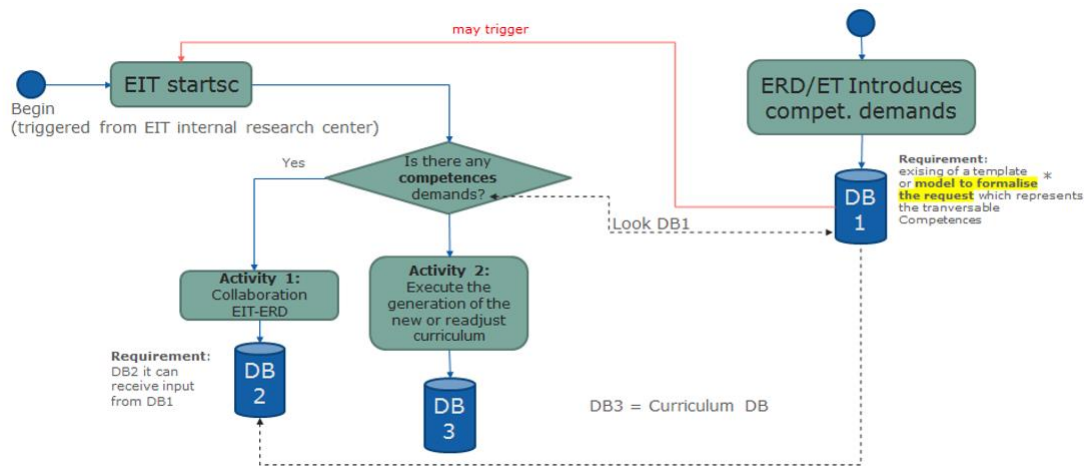 may trigger
EIT startsc
Begin
(triggered from EIT internal research center)
ERD/ET Introduces
compet. demands
Yes
Is there any
competences
demands?
Requirement:
exising of a template
or model to formalise *
the request which represents
the tranversable
Competences
DB
1
Look DB1
Activity 1:
Collaboration
EIT-ERD
Activity 2:
Execute the
generation of the
new or readjust
curriculum
Requirement:
DB2 it can
receive input
from DB1
DB
2
DB
3
DB3 = Curriculum DB